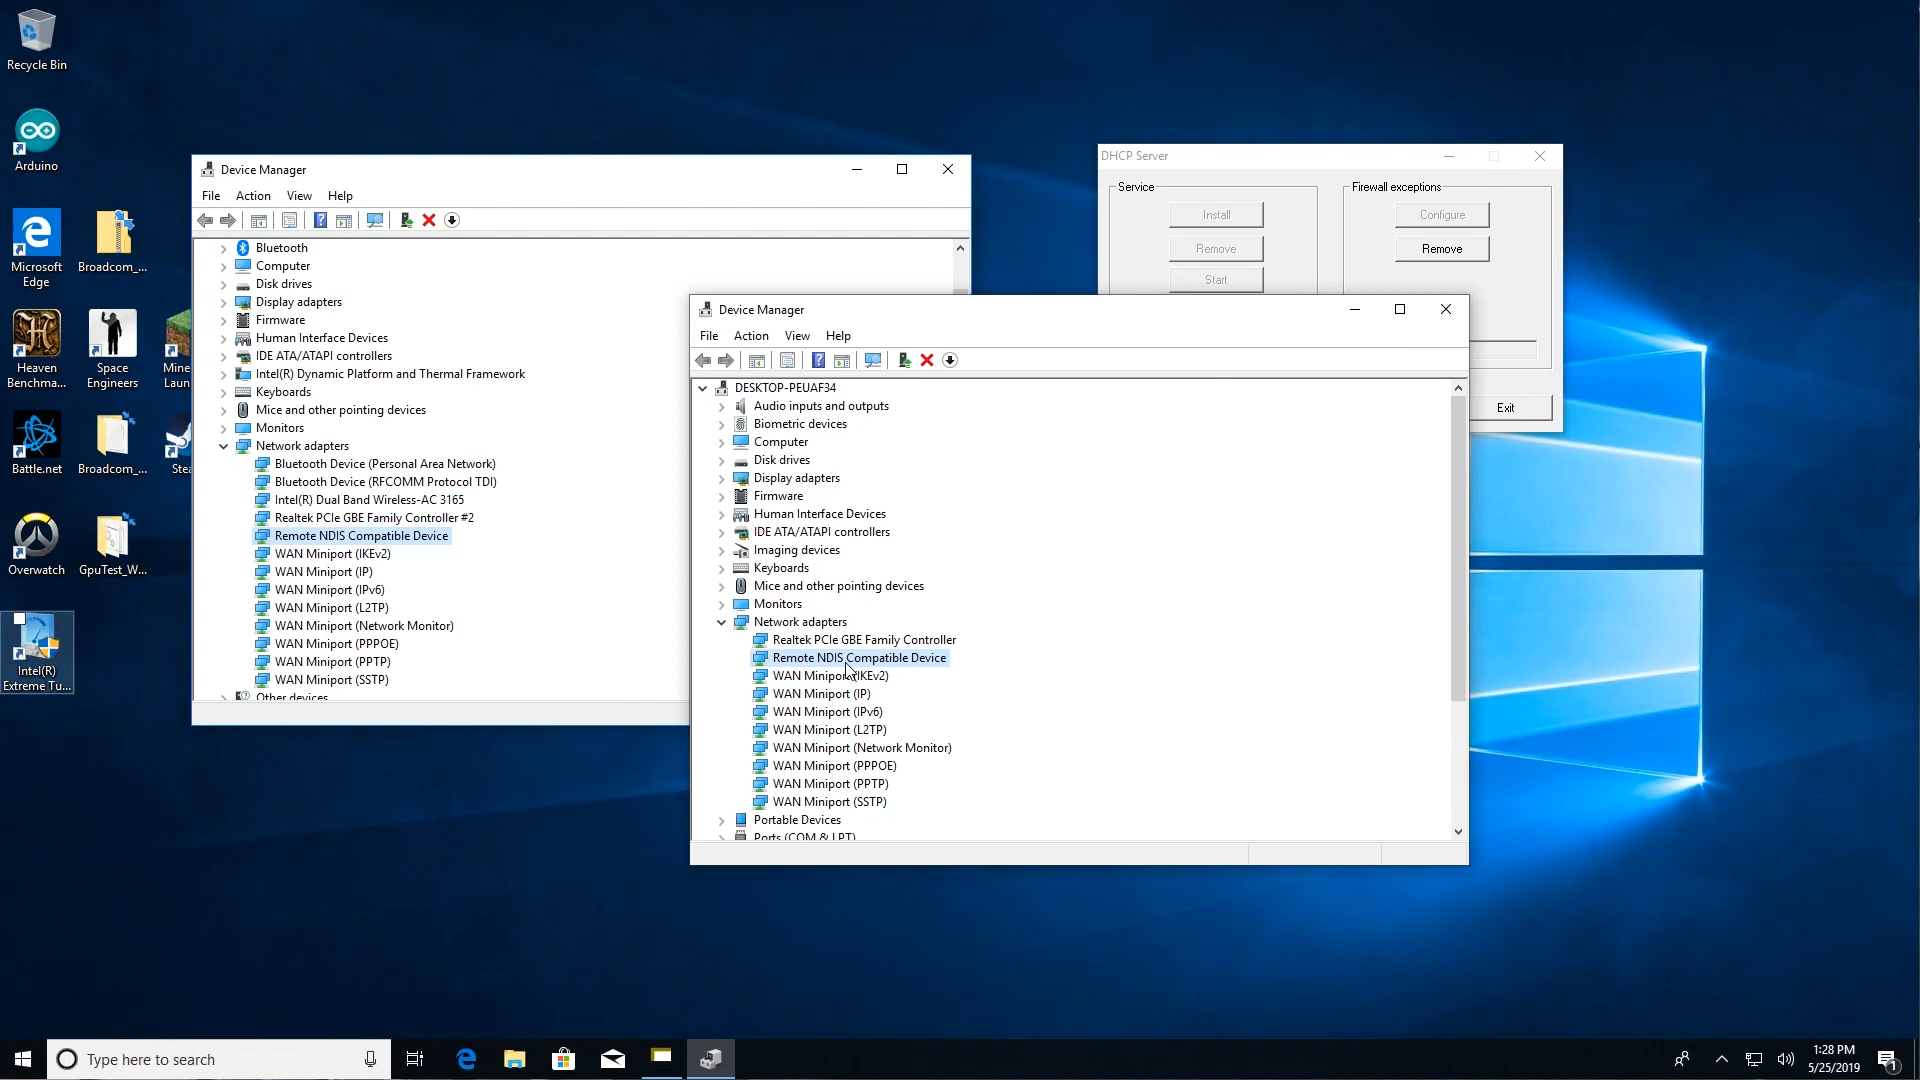 Recycle Bin
Arduino
Microsoft
Edge
Broadcom_...
Heaven
Benchma...
Space
Engineers
Mine
Laun
Battle.net
Broadcom_...
Stea
Overwatch
GpuTest_W...
Intel(R)
Extreme Tu...
Device Manager
File Action View Help
Bluetooth
Computer
Disk drives
Display adapters
Firmware
Human Interface Devices
IDE ATA/ATAPI controllers
Intel(R) Dynamic Platform and Thermal Framework
Keyboards
Mice and other pointing devices
Monitors
Network adapters
Bluetooth Device (Personal Area Network)
Bluetooth Device (RFCOMM Protocol TDI)
Intel(R) Dual Band Wireless-AC 3165
Realtek PCIe GBE Family Controller #2
Remote NDIS Compatible Device
WAN Miniport (IKEv2)
WAN Miniport (IP)
WAN Miniport (IPv6)
WAN Miniport (L2TP)
WAN Miniport (Network Monitor)
WAN Miniport (PPPOE)
WAN Miniport (PPTP)
WAN Miniport (SSTP)
Other devices
DHCP Server
Service
Install
Remove
Start
Firewall exceptions
Configure
Remove
Exit
Device Manager
File Action View Help
DESKTOP-PEUAF34
Audio inputs and outputs
Biometric devices
Computer
Disk drives
Display adapters
Firmware
Human Interface Devices
IDE ATA/ATAPI controllers
Imaging devices
Keyboards
Mice and other pointing devices
Monitors
Network adapters
Realtek PCIe GBE Family Controller
Remote NDIS Compatible Device
WAN Miniport (IKEv2)
WAN Miniport (IP)
WAN Miniport (IPv6)
WAN Miniport (L2TP)
WAN Miniport (Network Monitor)
WAN Miniport (PPPOE)
WAN Miniport (PPTP)
WAN Miniport (SSTP)
Portable Devices
Ports (COM & LPT)
Type here to search
1:28 PM
5/25/2019
1